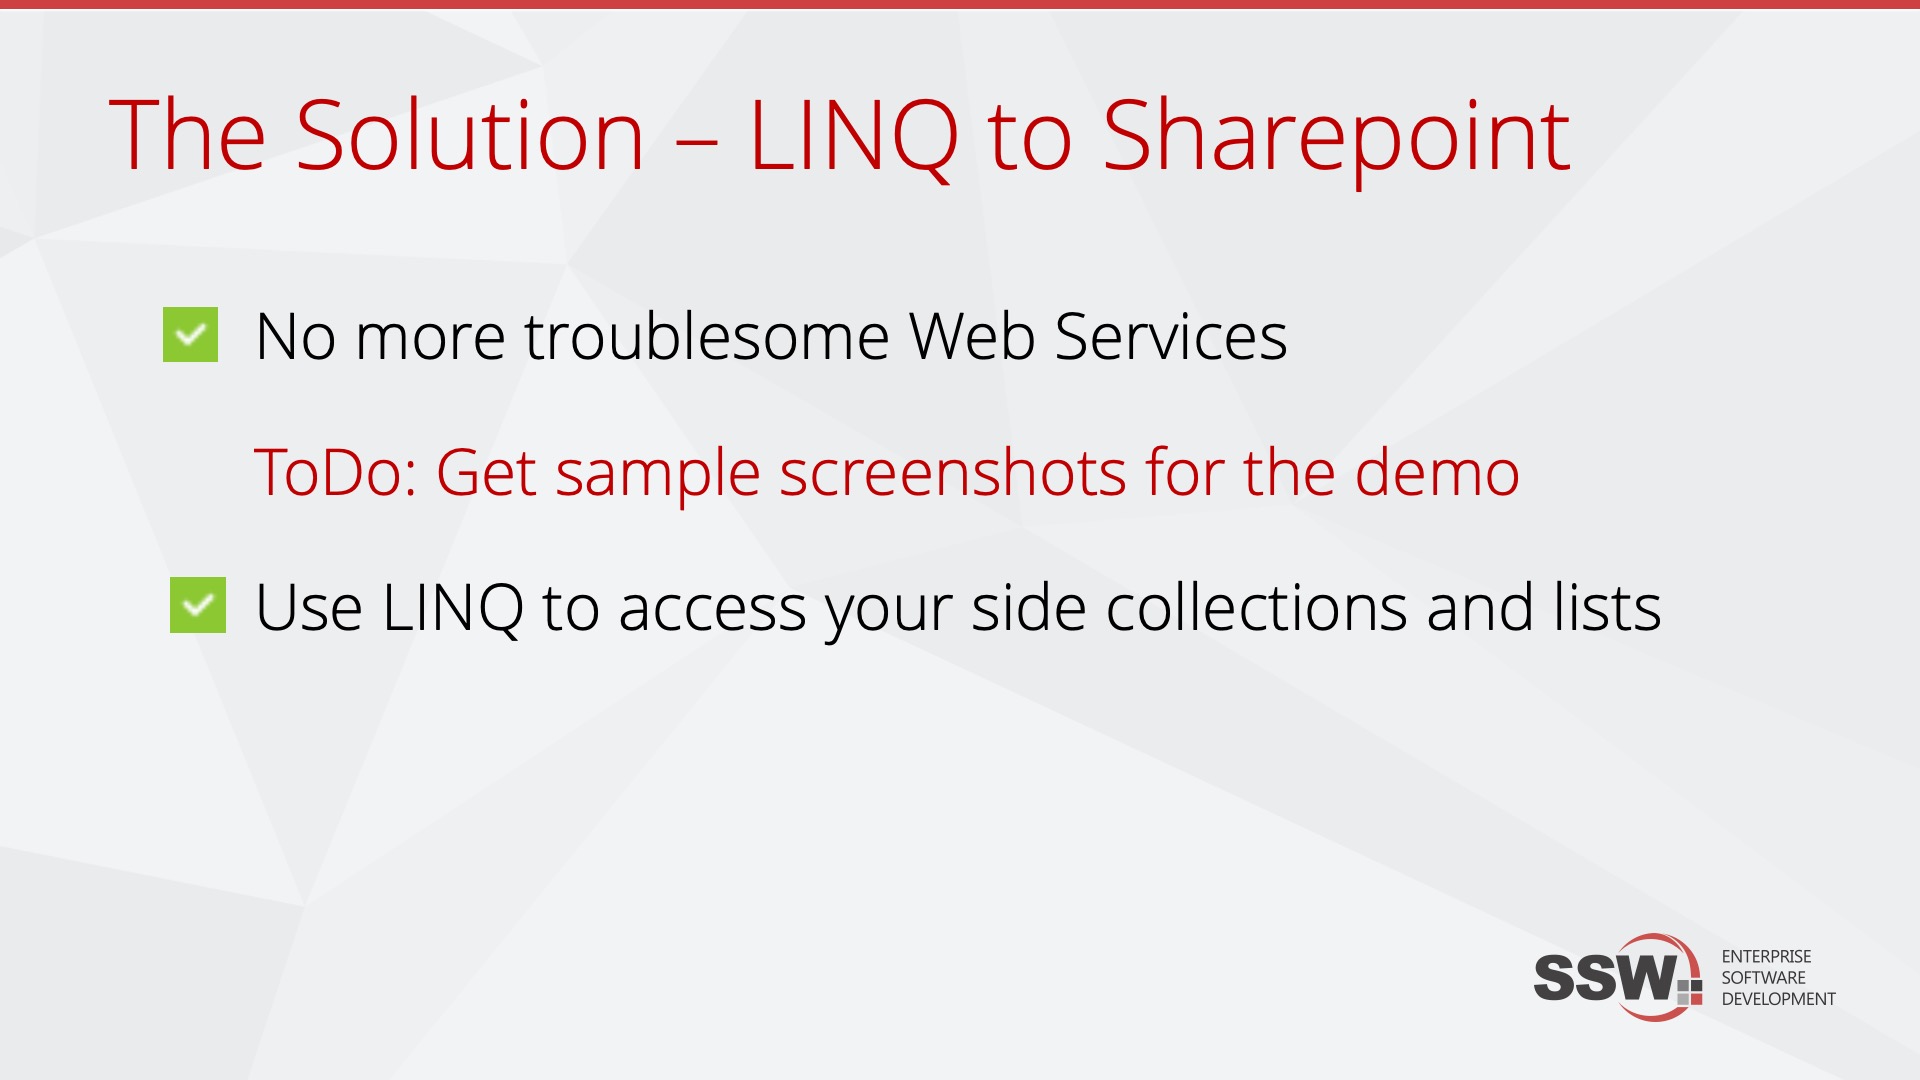 The Solution – LINQ to Sharepoint
No more troublesome Web Services
ToDo: Get sample screenshots for the demo
Use LINQ to access your side collections and lists
SSW
ENTERPRISE
SOFTWARE
DEVELOPMENT